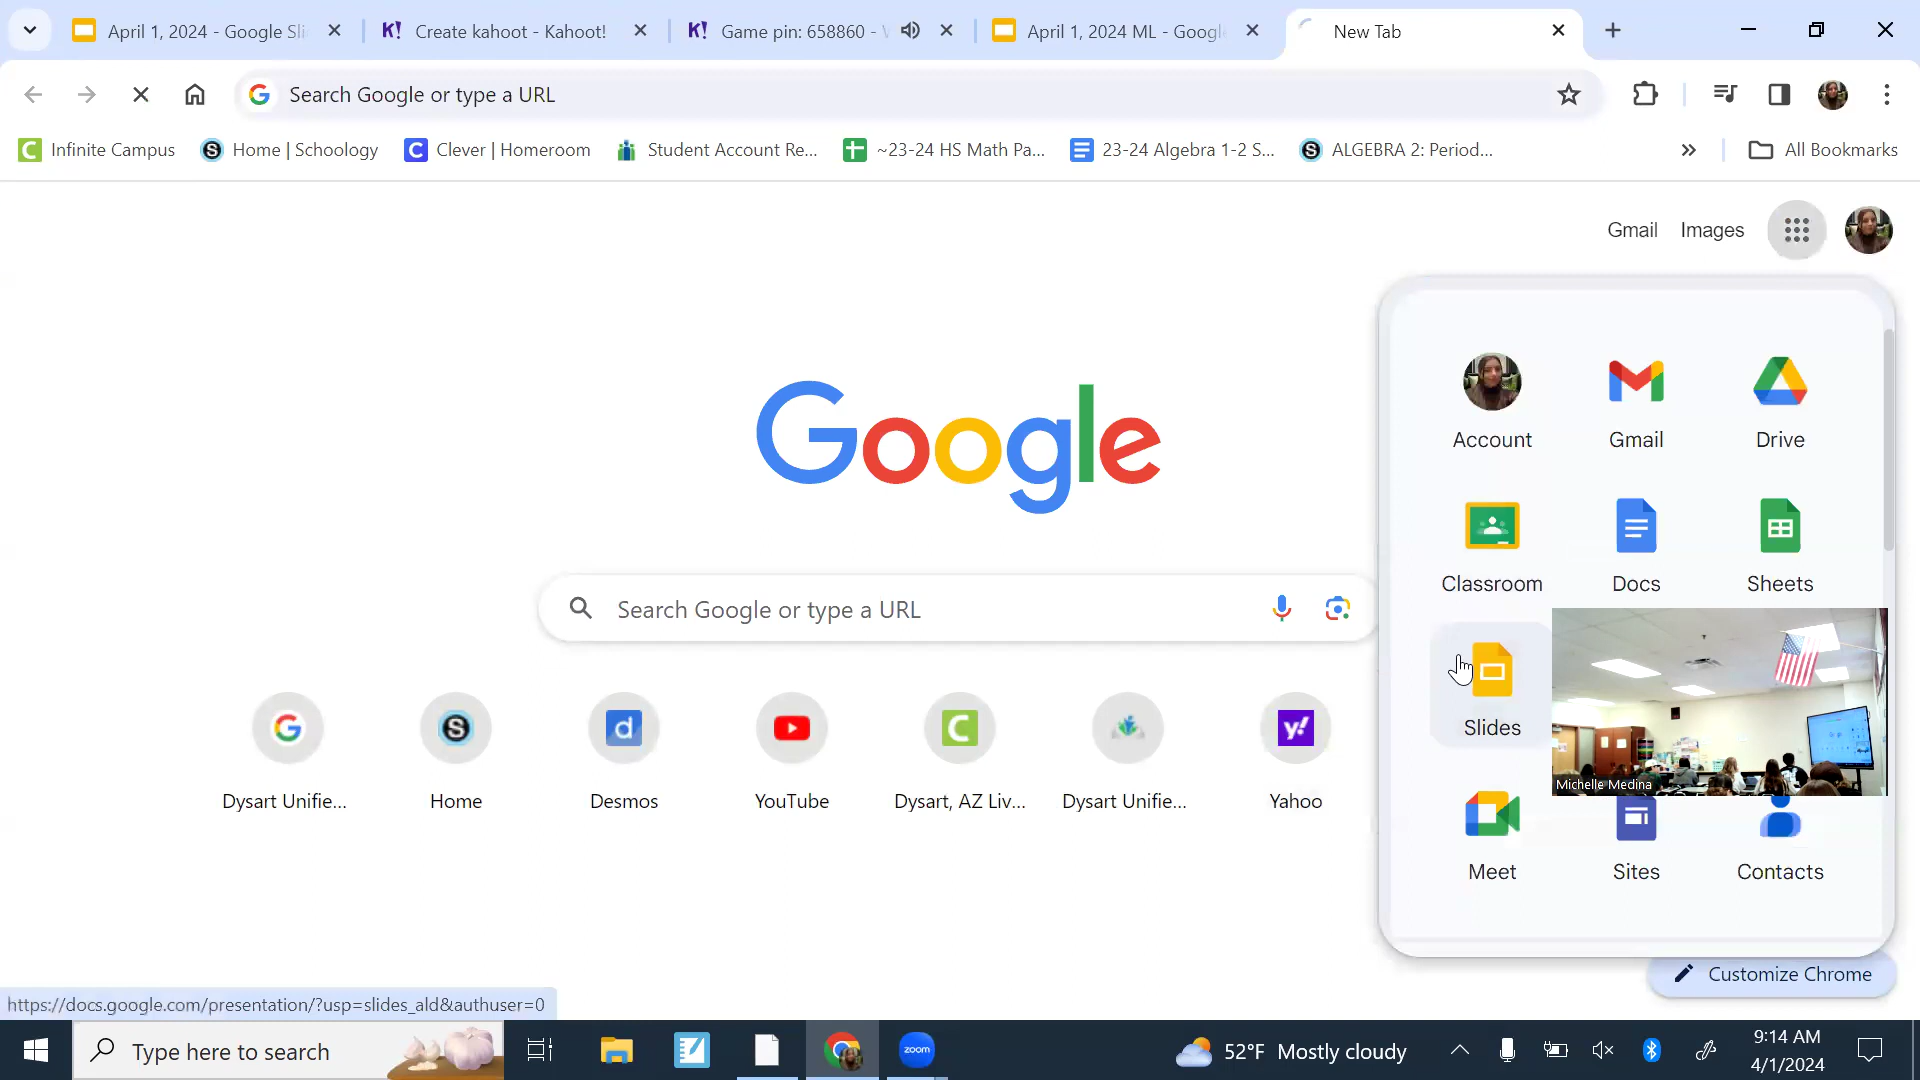 April 1, 2024 - Google Sli
Create kahoot - Kahoot!
Game pin: 658860 - V
April 1, 2024 ML - Google
New Tab
Search Google or type a URL
Infinite Campus
Home | Schoology
Clever | Homeroom
Student Account Re...
~23-24 HS Math Pa...
23-24 Algebra 1-2 S...
ALGEBRA 2: Period...
All Bookmarks
Gmail
Images
Google
Search Google or type a URL
Dysart Unifie...
Home
Desmos
YouTube
Dysart, AZ Liv...
Dysart Unifie...
Yahoo
Account
Gmail
Drive
Classroom
Docs
Sheets
Slides
Michelle Medina
Meet
Sites
Contacts
Customize Chrome
https://docs.google.com/presentation/?usp=slides_ald&authuser=0
Type here to search
zoom
52°F Mostly cloudy
9:14 AM
4/1/2024